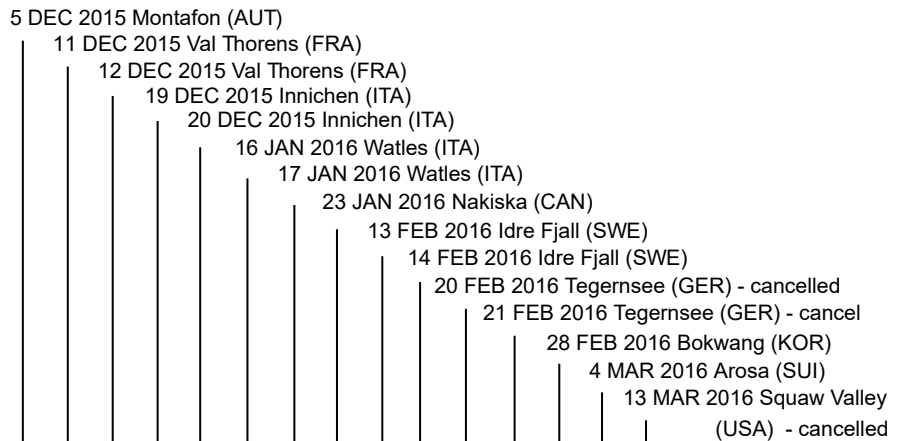 5 DEC 2015 Montafon (AUT)
11 DEC 2015 Val Thorens (FRA)
12 DEC 2015 Val Thorens (FRA)
19 DEC 2015 Innichen (ITA)
20 DEC 2015 Innichen (ITA)
16 JAN 2016 Watles (ITA)
17 JAN 2016 Watles (ITA)
23 JAN 2016 Nakiska (CAN)
13 FEB 2016 Idre Fjall (SWE)
14 FEB 2016 Idre Fjall (SWE)
20 FEB 2016 Tegernsee (GER) - cancelled
21 FEB 2016 Tegernsee (GER) - cancel
28 FEB 2016 Bokwang (KOR)
4 MAR 2016 Arosa (SUI)
13 MAR 2016 Squaw Valley
(USA) - cancelled